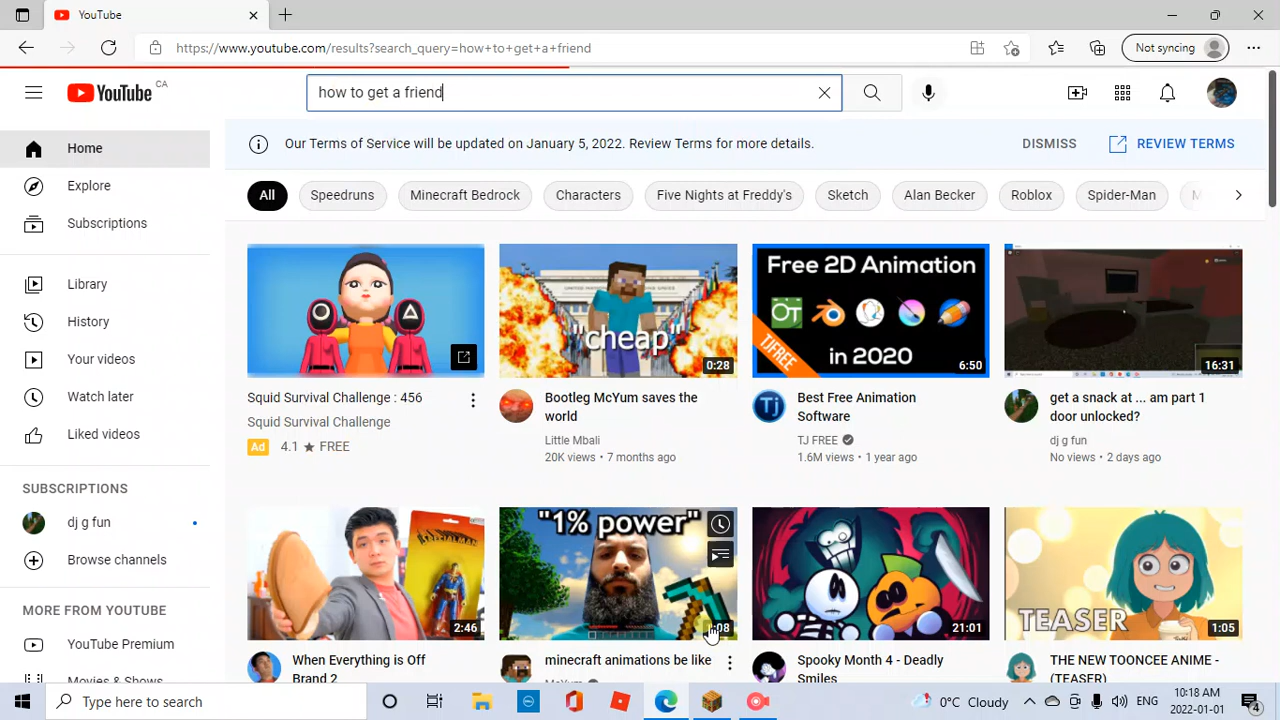 YouTube
https://www.youtube.com/results?search_query=how+to+get+a+friend
Not syncing
YouTube CA
how to get a friend
Our Terms of Service will be updated on January 5, 2022. Review Terms for more details.
DISMISS
REVIEW TERMS
Home
Explore
Subscriptions
Library
History
Your videos
Watch later
Liked videos
SUBSCRIPTIONS
dj g fun
Browse channels
MORE FROM YOUTUBE
YouTube Premium
Movies & Shows
All
Speedruns
Minecraft Bedrock
Characters
Five Nights at Freddy's
Sketch
Alan Becker
Roblox
Spider-Man
Squid Survival Challenge : 456
Squid Survival Challenge
Ad 4.1 ★ FREE
"cheap"
0:28
Bootleg McYum saves the
world
Little Mbali
20K views • 7 months ago
Free 2D Animation
OT
TJFREE
in 2020
6:50
Tj
Best Free Animation
Software
TJ FREE
1.6M views • 1 year ago
16:31
get a snack at ... am part 1
door unlocked?
dj g fun
No views • 2 days ago
2:46
When Everything is Off
Brand 2
"1% power"
minecraft animations be like
21:01
Spooky Month 4 - Deadly
Smiles
TEASER
1:05
THE NEW TOONCEE ANIME -
(TEASER)
Type here to search
0°C Cloudy
ENG
10:18 AM
2022-01-01
4